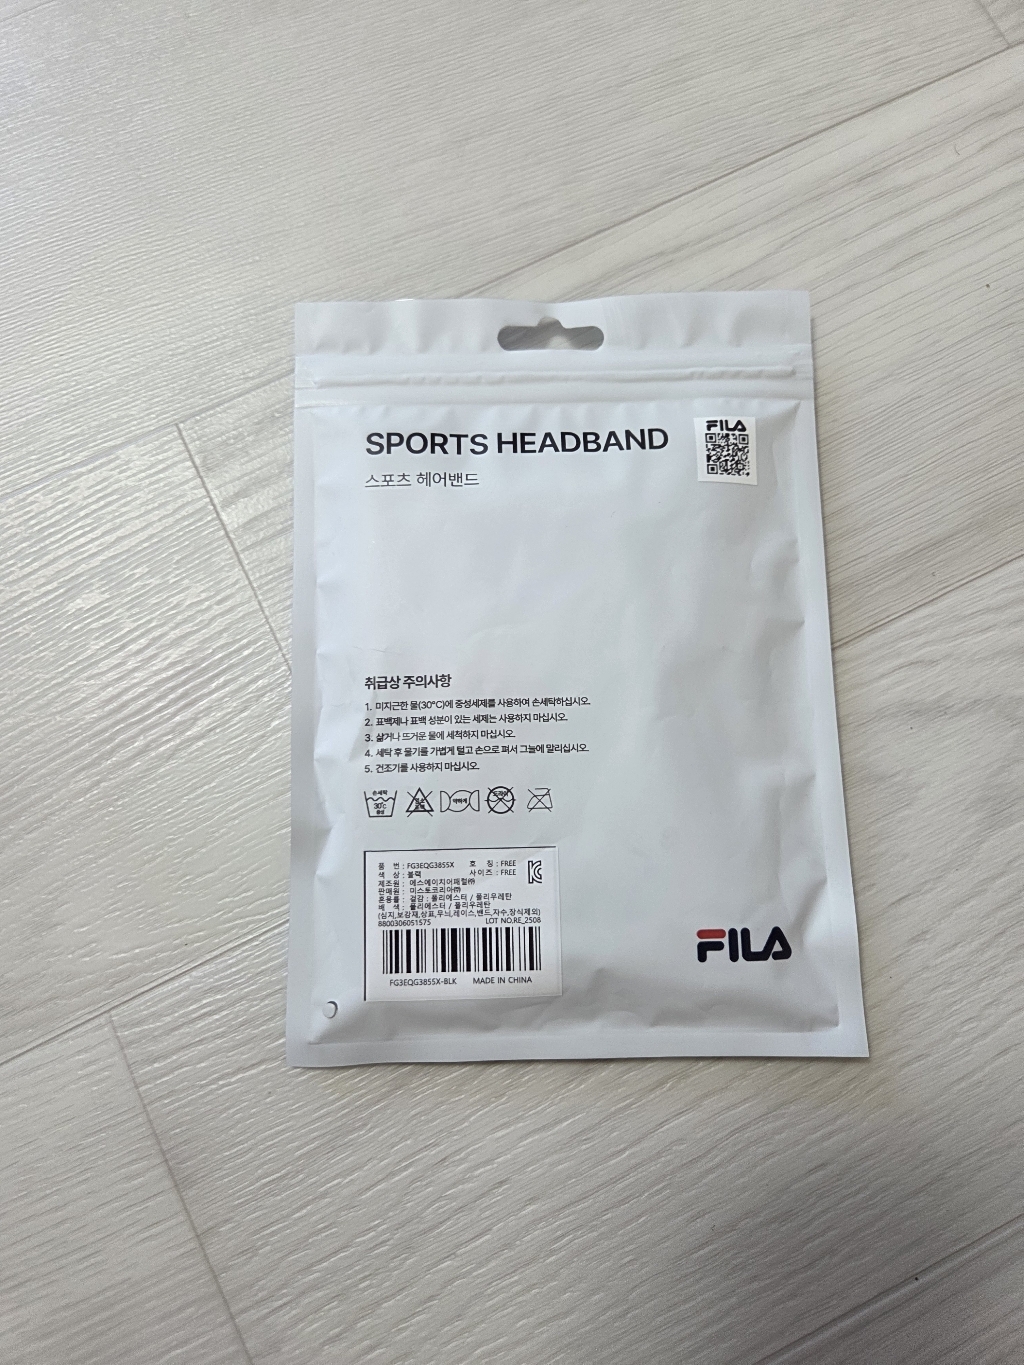 SPORTS HEADBAND
FILA
스포츠 헤어밴드
취급상 주의사항
1. 미지근한 물(30°C)에 중성세제를 사용하여 손세탁하십시오.
2. 표백제나 표백 성분이 있는 세제는 사용하지 마십시오.
3. 삶거나 뜨거운 물에 세척하지 마십시오.
4. 세탁 후 물기를 가볍게 털고 손으로 펴서 그늘에 말리십시오.
5. 건조기를 사용하지 마십시오.
손세탁
30°C
중성
약하게
드라이
품 번 : FG3EQG3855X 호 칭 : FREE
색 상 : 블랙 사이즈 : FREE
제조원 : 에스에이치어패럴㈜
판매원 : 미스토코리아㈜
혼용률 : 겉감 : 폴리에스터 / 폴리우레탄
배 색 : 폴리에스터 / 폴리우레탄
(심지,보강재,상표,무늬,레이스,밴드,자수,장식제외)
8800306051575 LOT NO.RE_2508
FG3EQG3855X-BLK MADE IN CHINA
FILA